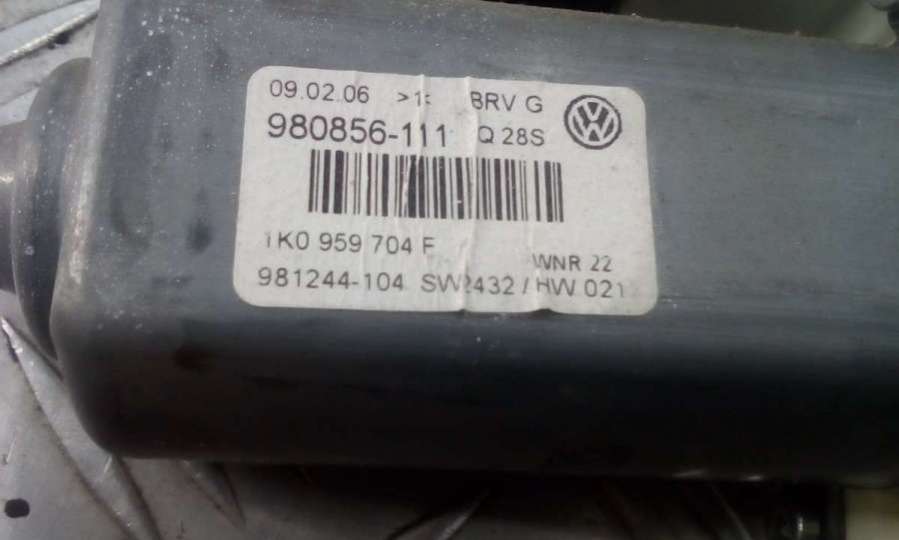 09.02.06 >1< BRV G
980856-111 Q 28S
1K0 959 704 F
WNR 22
981244-104 SW2432 / HW 021